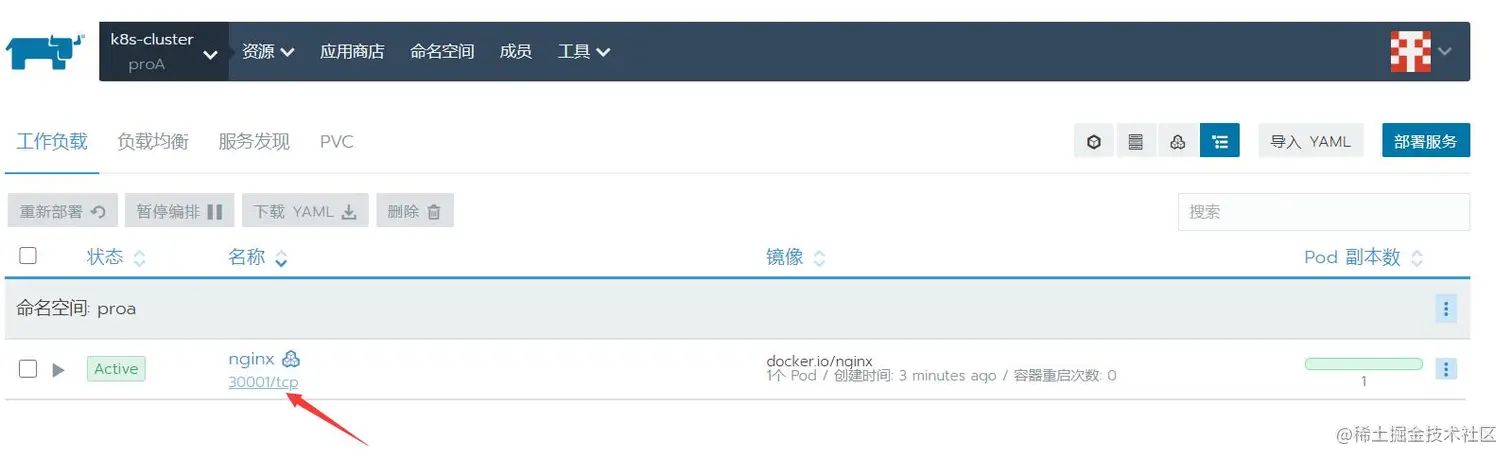 k8s-cluster
proA
资源 应用商店 命名空间 成员 工具
工作负载 负载均衡 服务发现 PVC
导入 YAML 部署服务
重新部署 暂停编排 下载 YAML 删除 搜索
状态 名称 镜像 Pod 副本数
命名空间: proa
Active nginx docker.io/nginx
30001/tcp 1个 Pod / 创建时间: 3 minutes ago / 容器重启次数: 0 1
@稀土掘金技术社区